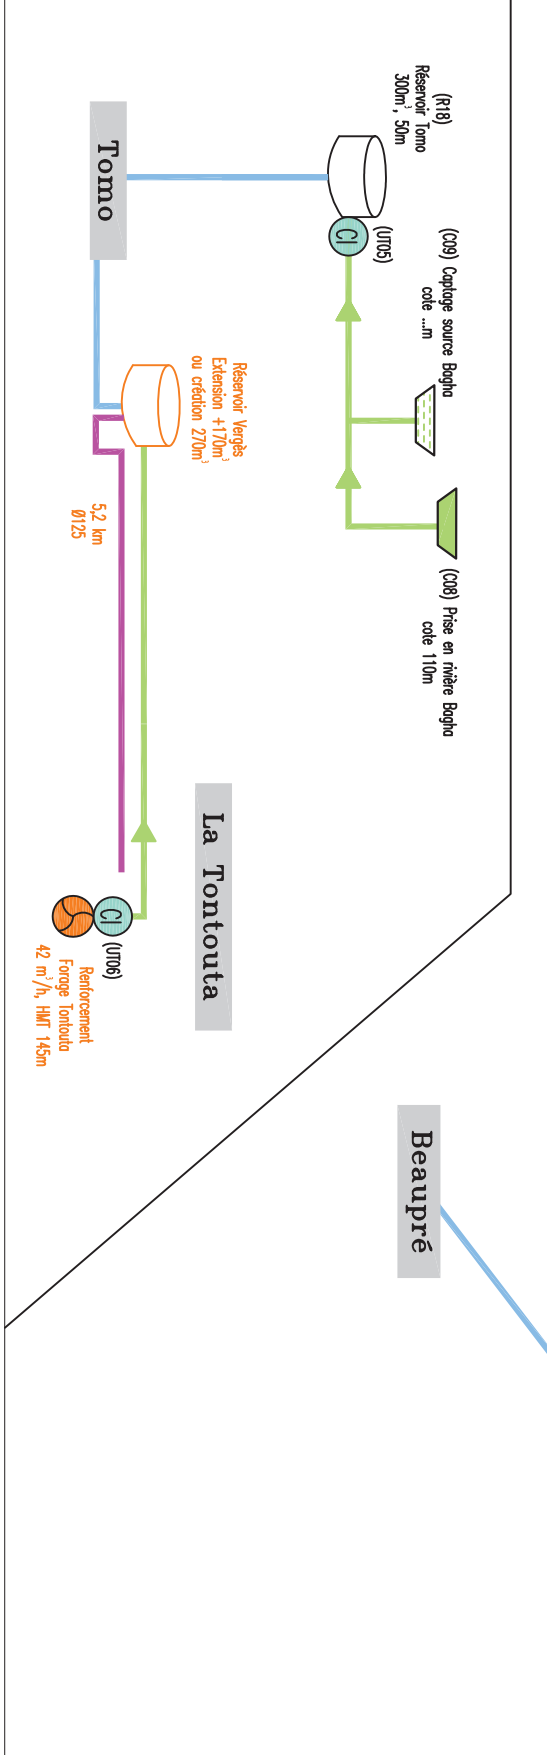 (R18)
Réservoir Tomo
300m³, 50m
(UT05)
CI
(C09) Captage source Bagha
cote ...m
(C08) Prise en rivière Bagha
cote 110m
Tomo
Réservoir Vergès
Extension +170m³
ou création 270m³
5,2 km
Ø125
La Tontouta
(UT06)
CI
Renforcement
Forage Tontouta
42 m³/h, HMT 145m
Beaupré